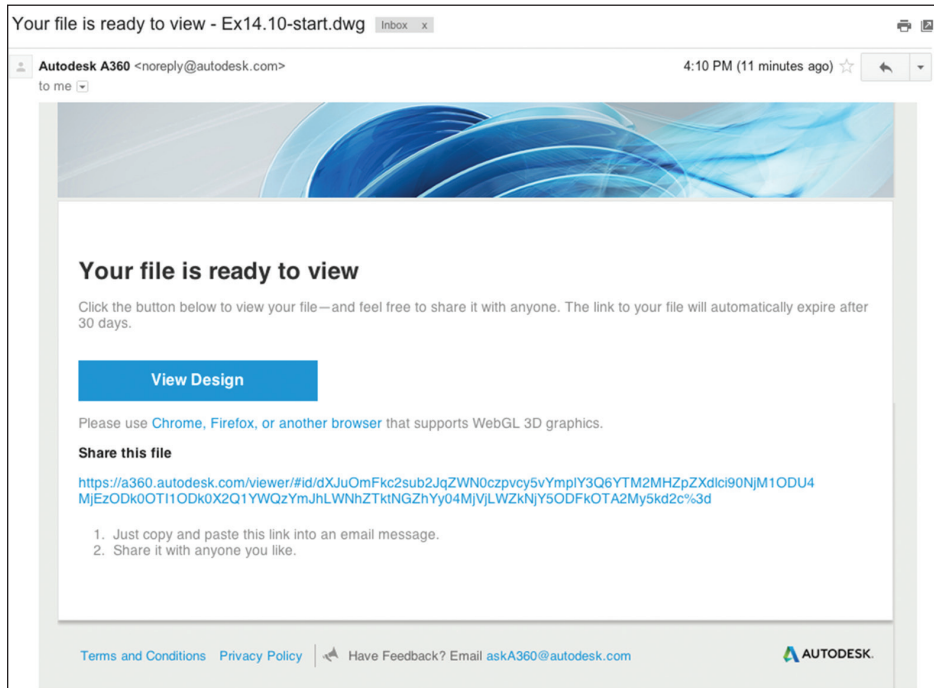 Your file is ready to view - Ex14.10-start.dwg Inbox x
Autodesk A360 <noreply@autodesk.com> 4:10 PM (11 minutes ago)
to me
Your file is ready to view
Click the button below to view your file—and feel free to share it with anyone. The link to your file will automatically expire after
30 days.
View Design
Please use Chrome, Firefox, or another browser that supports WebGL 3D graphics.
Share this file
https://a360.autodesk.com/viewer/#id/dXJuOmFkc2sub2JqZWN0czpvcy5vYmplY3Q6YTM2MHZpZXdlci90NjM1ODU4
MjEzODk0OTI1ODk0X2Q1YWQzYmJhLWNhZTktNGZhYy04MjVjLWZkNjY5ODFkOTA2My5kd2c%3d
1. Just copy and paste this link into an email message.
2. Share it with anyone you like.
Terms and Conditions Privacy Policy Have Feedback? Email askA360@autodesk.com AUTODESK.